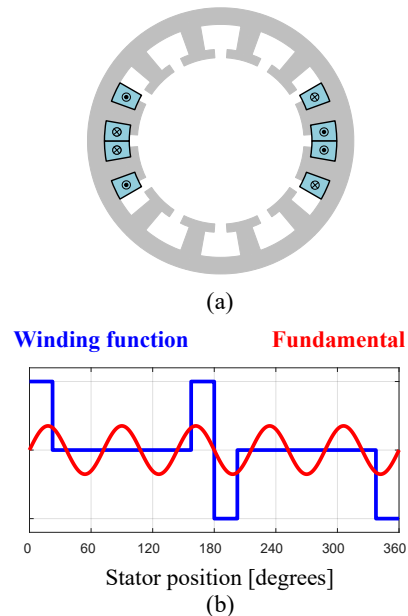 (a)
Winding function Fundamental
0 60 120 180 240 300 360
Stator position [degrees]
(b)